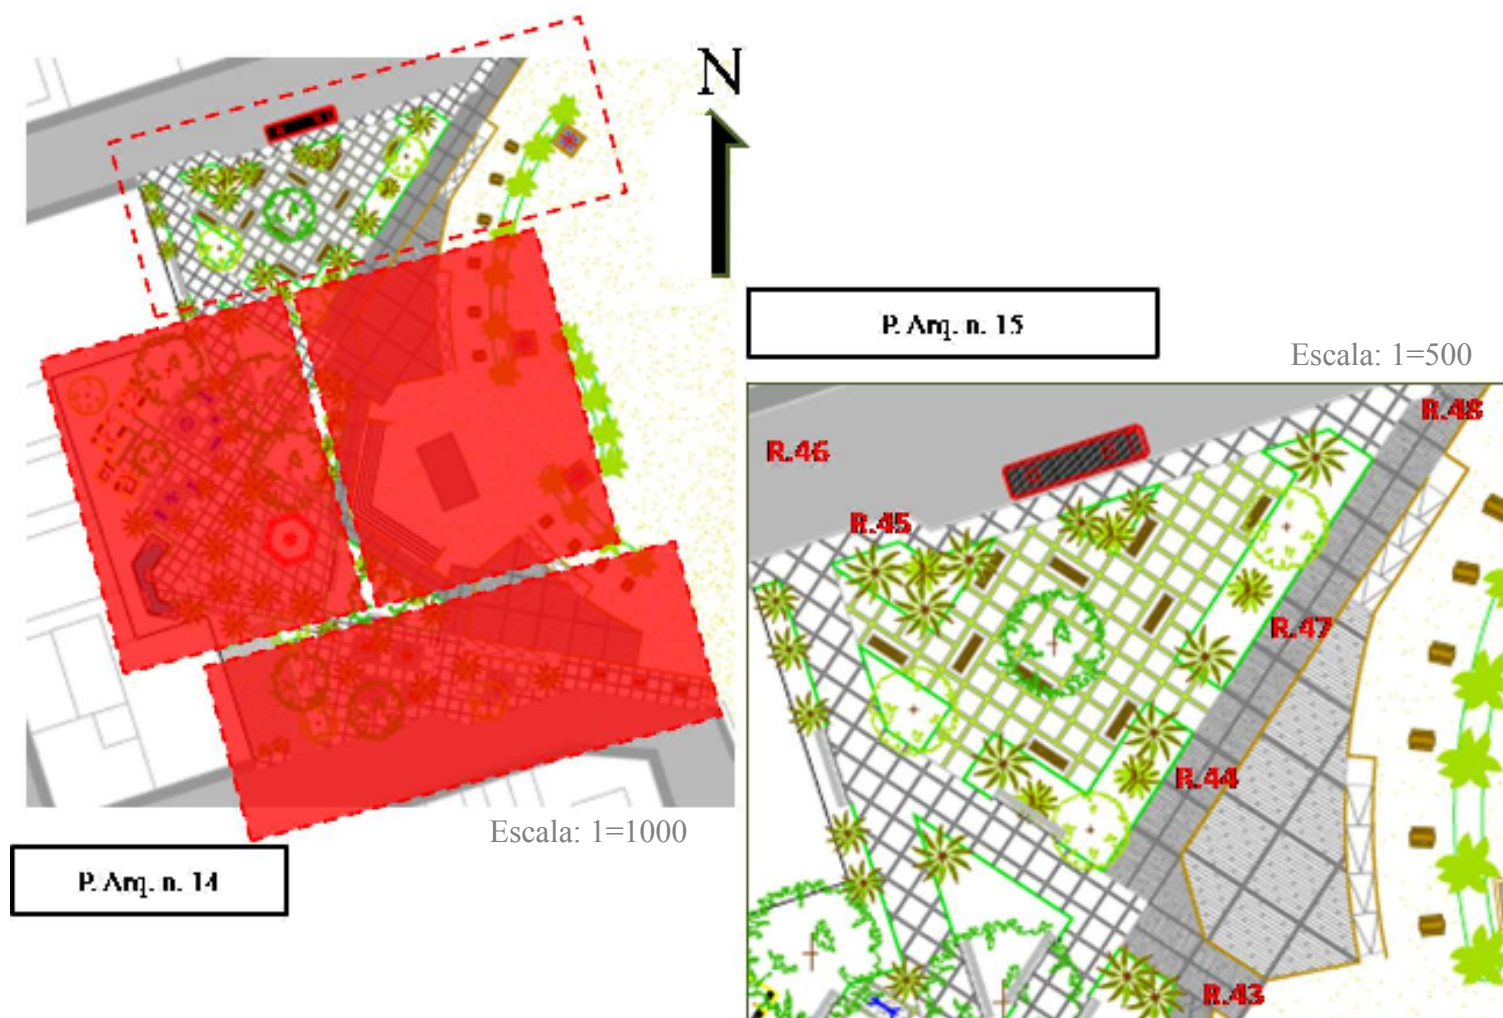 N
P. Arq. n. 15
Escala: 1=500
R.48
R.46
R.45
R.47
R.44
R.43
Escala: 1=1000
P. Arq. n. 14